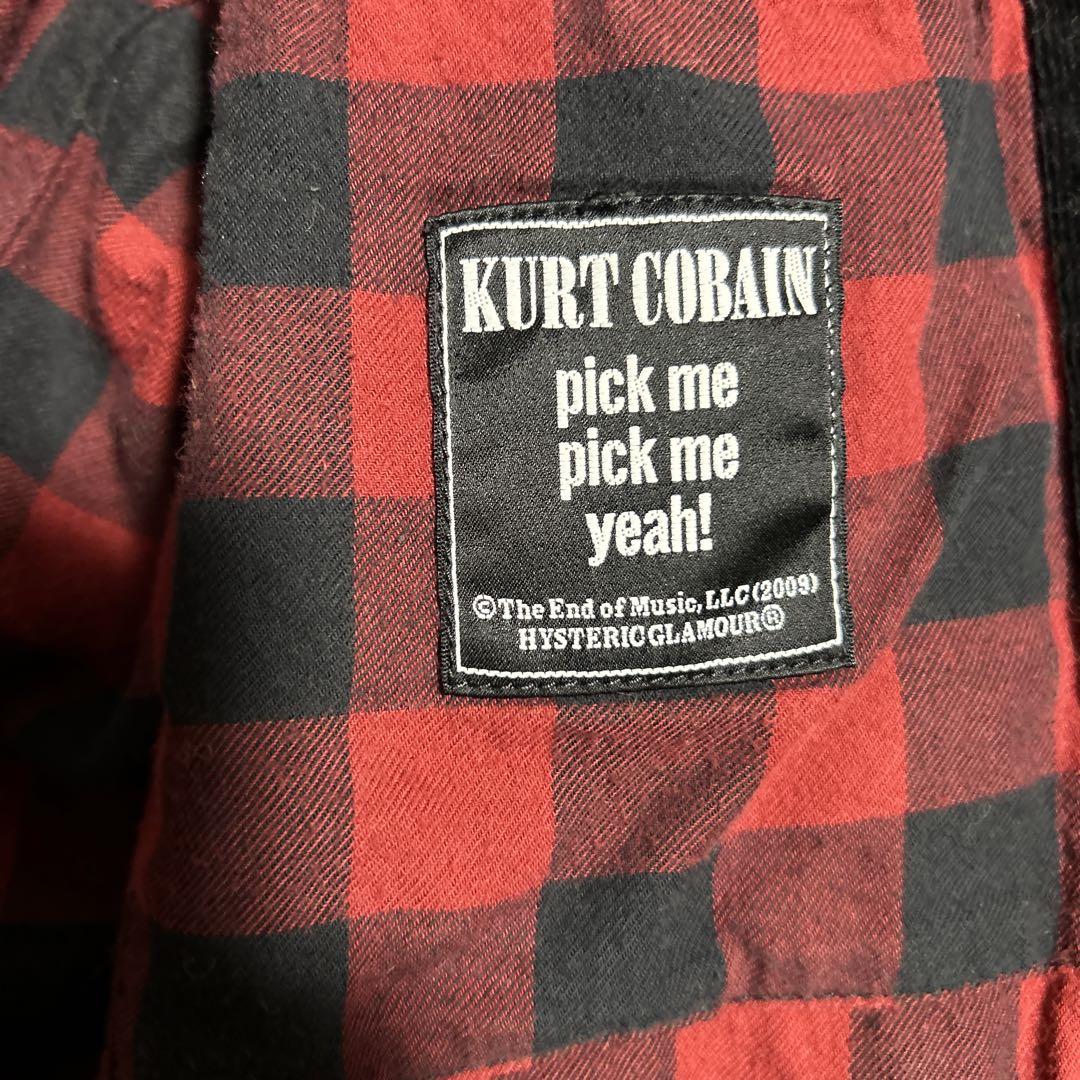 KURT COBAIN
pick me
pick me
yeah!
©The End of Music, LLC(2009)
HYSTERIC GLAMOUR®